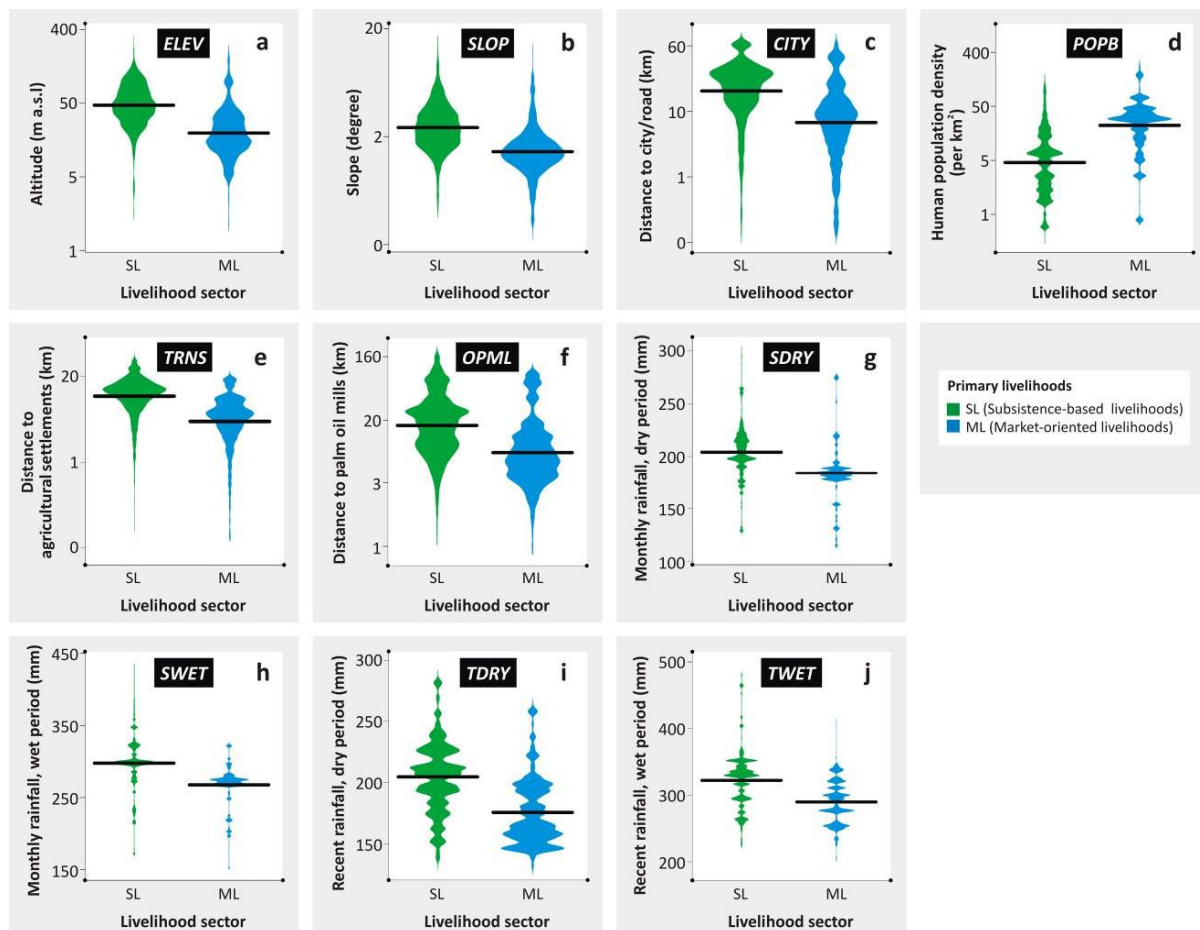 ELEV
a
Altitude (m a.s.l)
400
50
5
1
SL ML
Livelihood sector
SLOP
b
Slope (degree)
20
2
0
SL ML
Livelihood sector
CITY
c
Distance to city/road (km)
60
10
1
0
SL ML
Livelihood sector
POPB
d
Human population density
(per km²)
400
50
5
1
SL ML
Livelihood sector
TRNS
e
Distance to
agricultural settlements (km)
20
1
0
SL ML
Livelihood sector
OPML
f
Distance to palm oil mills (km)
160
20
3
1
SL ML
Livelihood sector
SDRY
g
Monthly rainfall, dry period (mm)
300
250
200
150
100
SL ML
Livelihood sector
Primary livelihoods
SL (Subsistence-based livelihoods)
ML (Market-oriented livelihoods)
SWET
h
Monthly rainfall, wet period (mm)
450
350
250
150
SL ML
Livelihood sector
TDRY
i
Recent rainfall, dry period (mm)
300
250
200
150
SL ML
Livelihood sector
TWET
j
Recent rainfall, wet period (mm)
500
400
300
200
SL ML
Livelihood sector